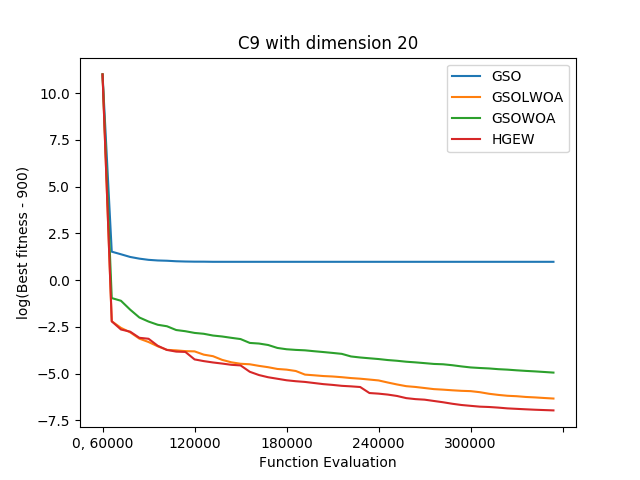 C9 with dimension 20
log(Best fitness - 900)
10.0
7.5
5.0
2.5
0.0
−2.5
−5.0
−7.5
GSO
GSOLWOA
GSOWOA
HGEW
0, 60000 120000 180000 240000 300000
Function Evaluation